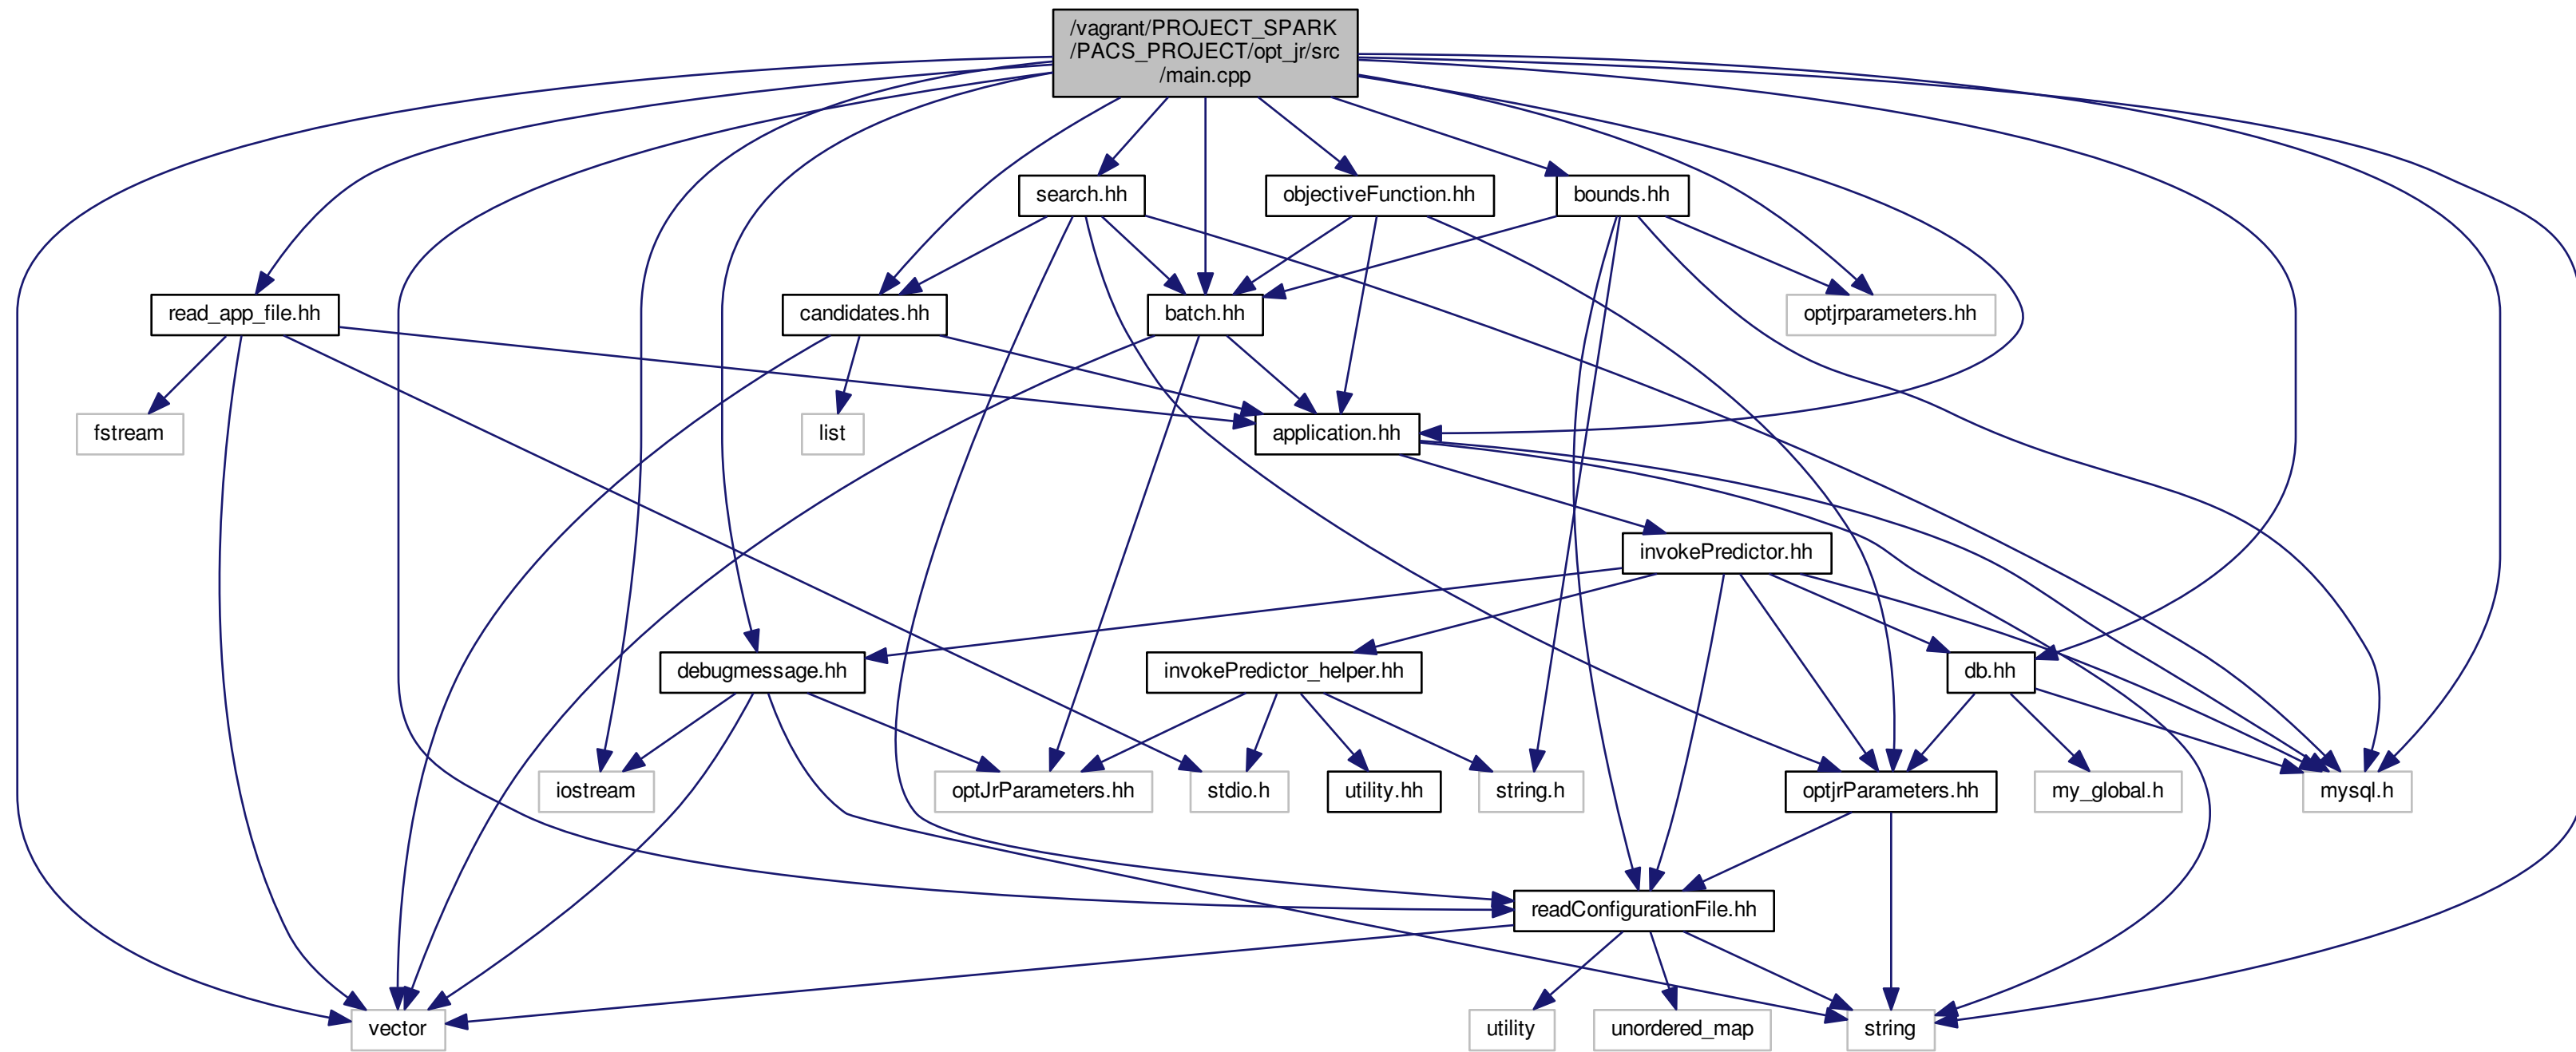 /vagrant/PROJECT_SPARK
/PACS_PROJECT/opt_jr/src
/main.cpp
search.hh
objectiveFunction.hh
bounds.hh
read_app_file.hh
candidates.hh
batch.hh
optjrparameters.hh
fstream
list
application.hh
invokePredictor.hh
debugmessage.hh
invokePredictor_helper.hh
db.hh
iostream
optJrParameters.hh
stdio.h
utility.hh
string.h
optjrParameters.hh
my_global.h
mysql.h
readConfigurationFile.hh
vector
utility
unordered_map
string